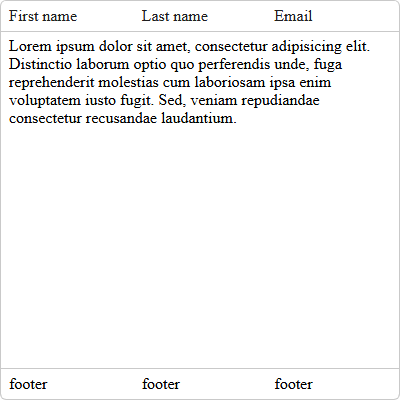 First name Last name Email
Lorem ipsum dolor sit amet, consectetur adipisicing elit.
Distinctio laborum optio quo perferendis unde, fuga
reprehenderit molestias cum laboriosam ipsa enim
voluptatem iusto fugit. Sed, veniam repudiandae
consectetur recusandae laudantium.
footer footer footer